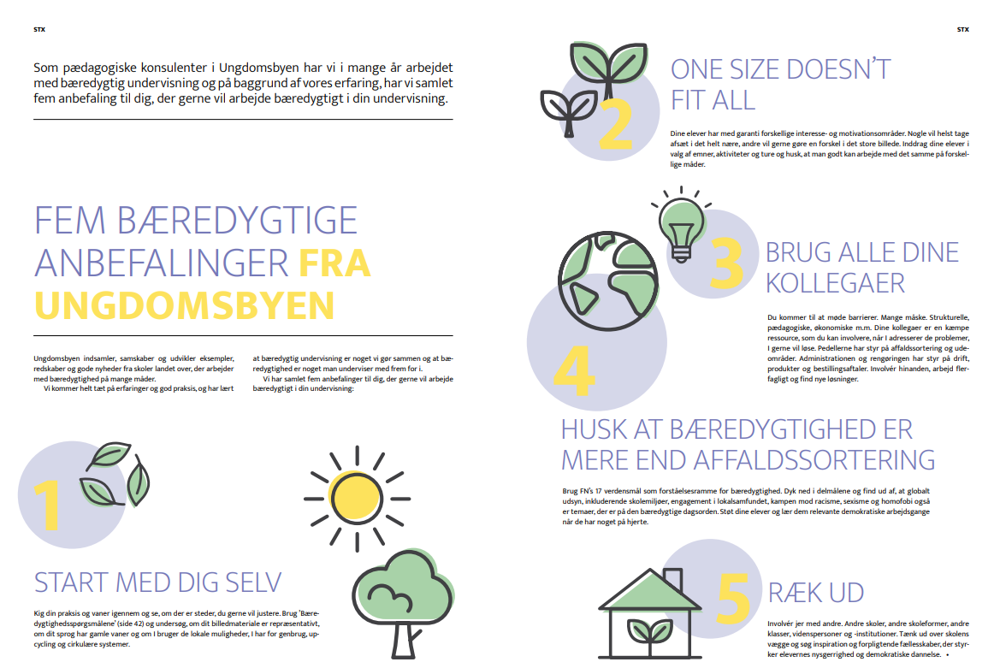 STX
Som pædagogiske konsulenter i Ungdomsbyen har vi i mange år arbejdet
med bæredygtig undervisning og på baggrund af vores erfaring, har vi samlet
fem anbefaling til dig, der gerne vil arbejde bæredygtigt i din undervisning.
FEM BÆREDYGTIGE
ANBEFALINGER FRA
UNGDOMSBYEN
Ungdomsbyen indsamler, samskaber og udvikler eksempler,
redskaber og gode nyheder fra skoler landet over, der arbejder
med bæredygtighed på mange måder.
Vi kommer helt tæt på erfaringer og god praksis, og har lært
at bæredygtig undervisning er noget vi gør sammen og at bæ-
redygtighed er noget man underviser med frem for i.
Vi har samlet fem anbefalinger til dig, der gerne vil arbejde
bæredygtigt i din undervisning:
1
START MED DIG SELV
Kig din praksis og vaner igennem og se, om der er steder, du gerne vil justere. Brug 'Bære-
dygtighedsspørgsmålene' (side 42) og undersøg, om dit billedmateriale er repræsentativt,
om dit sprog har gamle vaner og om I bruger de lokale muligheder, I har for genbrug, up-
cycling og cirkulære systemer.
STX
2
ONE SIZE DOESN'T
FIT ALL
Dine elever har med garanti forskellige interesse- og motivationsområder. Nogle vil helst tage
afsæt i det helt nære, andre vil gerne gøre en forskel i det store billede. Inddrag dine elever i
valg af emner, aktiviteter og ture og husk, at man godt kan arbejde med det samme på forskel-
lige måder.
3
BRUG ALLE DINE
KOLLEGAER
Du kommer til at møde barrierer. Mange måske. Strukturelle,
pædagogiske, økonomiske m.m. Dine kollegaer er en kæmpe
ressource, som du kan involvere, når I adresserer de problemer,
I gerne vil løse. Pedellerne har styr på affaldssortering og ude-
områder. Administrationen og rengøringen har styr på drift,
produkter og bestillingsaftaler. Involvér hinanden, arbejd fler-
fagligt og find nye løsninger.
4
HUSK AT BÆREDYGTIGHED ER
MERE END AFFALDSSORTERING
Brug FN's 17 verdensmål som forståelsesramme for bæredygtighed. Dyk ned i delmålene og find ud af, at globalt
udsyn, inkluderende skolemiljøer, engagement i lokalsamfundet, kampen mod racisme, sexisme og homofobi også
er temaer, der er på den bæredygtige dagsorden. Støt dine elever og lær dem relevante demokratiske arbejdsgange
når de har noget på hjerte.
5
RÆK UD
Involvér jer med andre. Andre skoler, andre skoleformer, andre
klasser, videnspersoner og -institutioner. Tænk ud over skolens
vægge og søg inspiration og forpligtende fællesskaber, der styr-
ker elevernes nysgerrighed og demokratiske dannelse. •